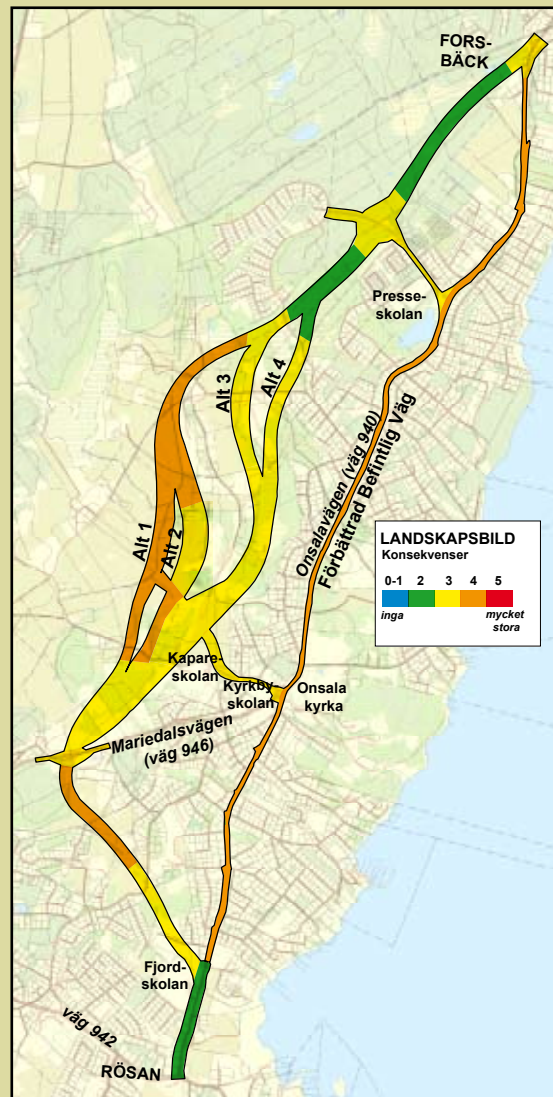 FORS-
BÄCK
Presse-
skolan
Alt 3
Alt 4
Onsalavägen (väg 940)
Förbättrad Befintlig Väg
Alt 1
Alt 2
LANDSKAPSBILD
Konsekvenser
0-1 2 3 4 5
inga
mycket
stora
Kapare-
skolan
Kyrkby-
skolan
Onsala
kyrka
Mariedalsvägen
(väg 946)
Fjord-
skolan
väg 942
RÖSAN